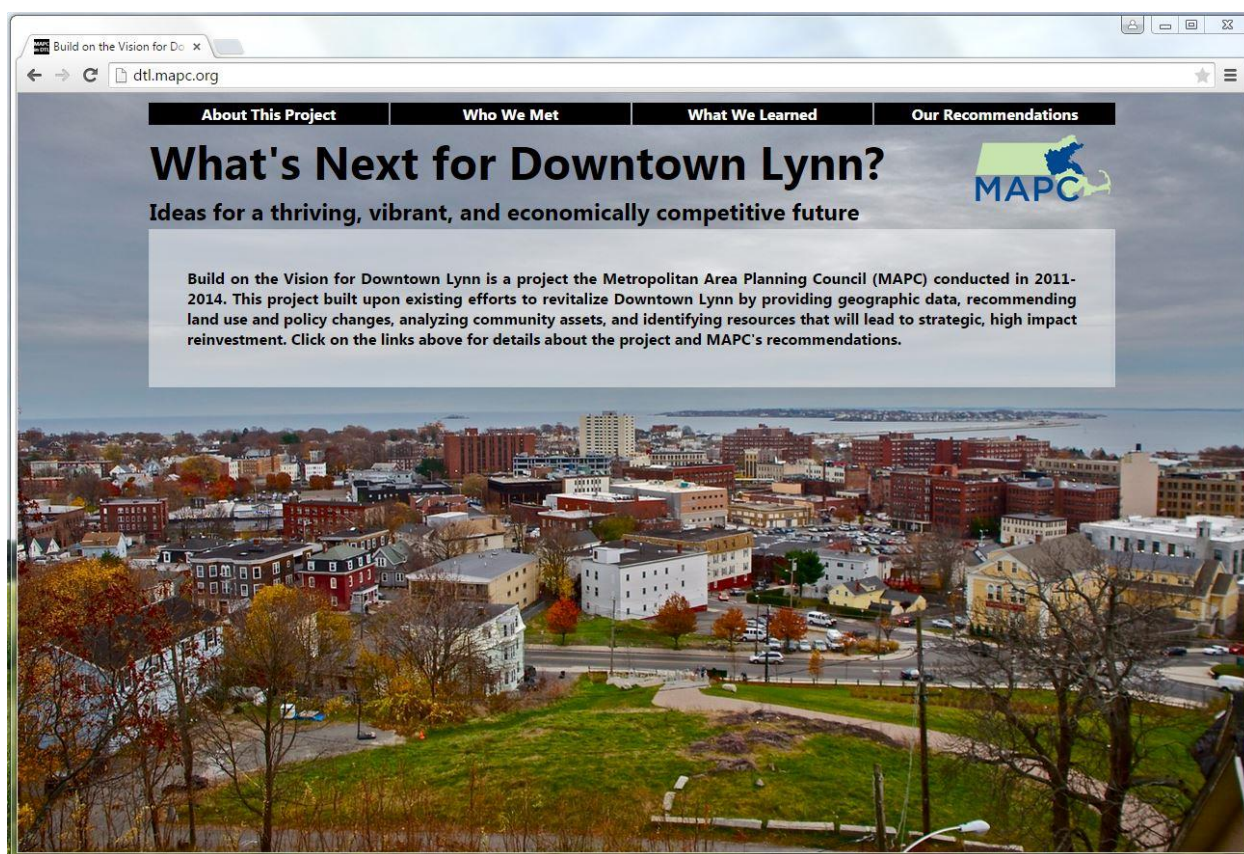 Build on the Vision for Do
dtl.mapc.org
About This Project Who We Met What We Learned Our Recommendations
What's Next for Downtown Lynn?
MAPC
Ideas for a thriving, vibrant, and economically competitive future
Build on the Vision for Downtown Lynn is a project the Metropolitan Area Planning Council (MAPC) conducted in 2011-
2014. This project built upon existing efforts to revitalize Downtown Lynn by providing geographic data, recommending
land use and policy changes, analyzing community assets, and identifying resources that will lead to strategic, high impact
reinvestment. Click on the links above for details about the project and MAPC's recommendations.